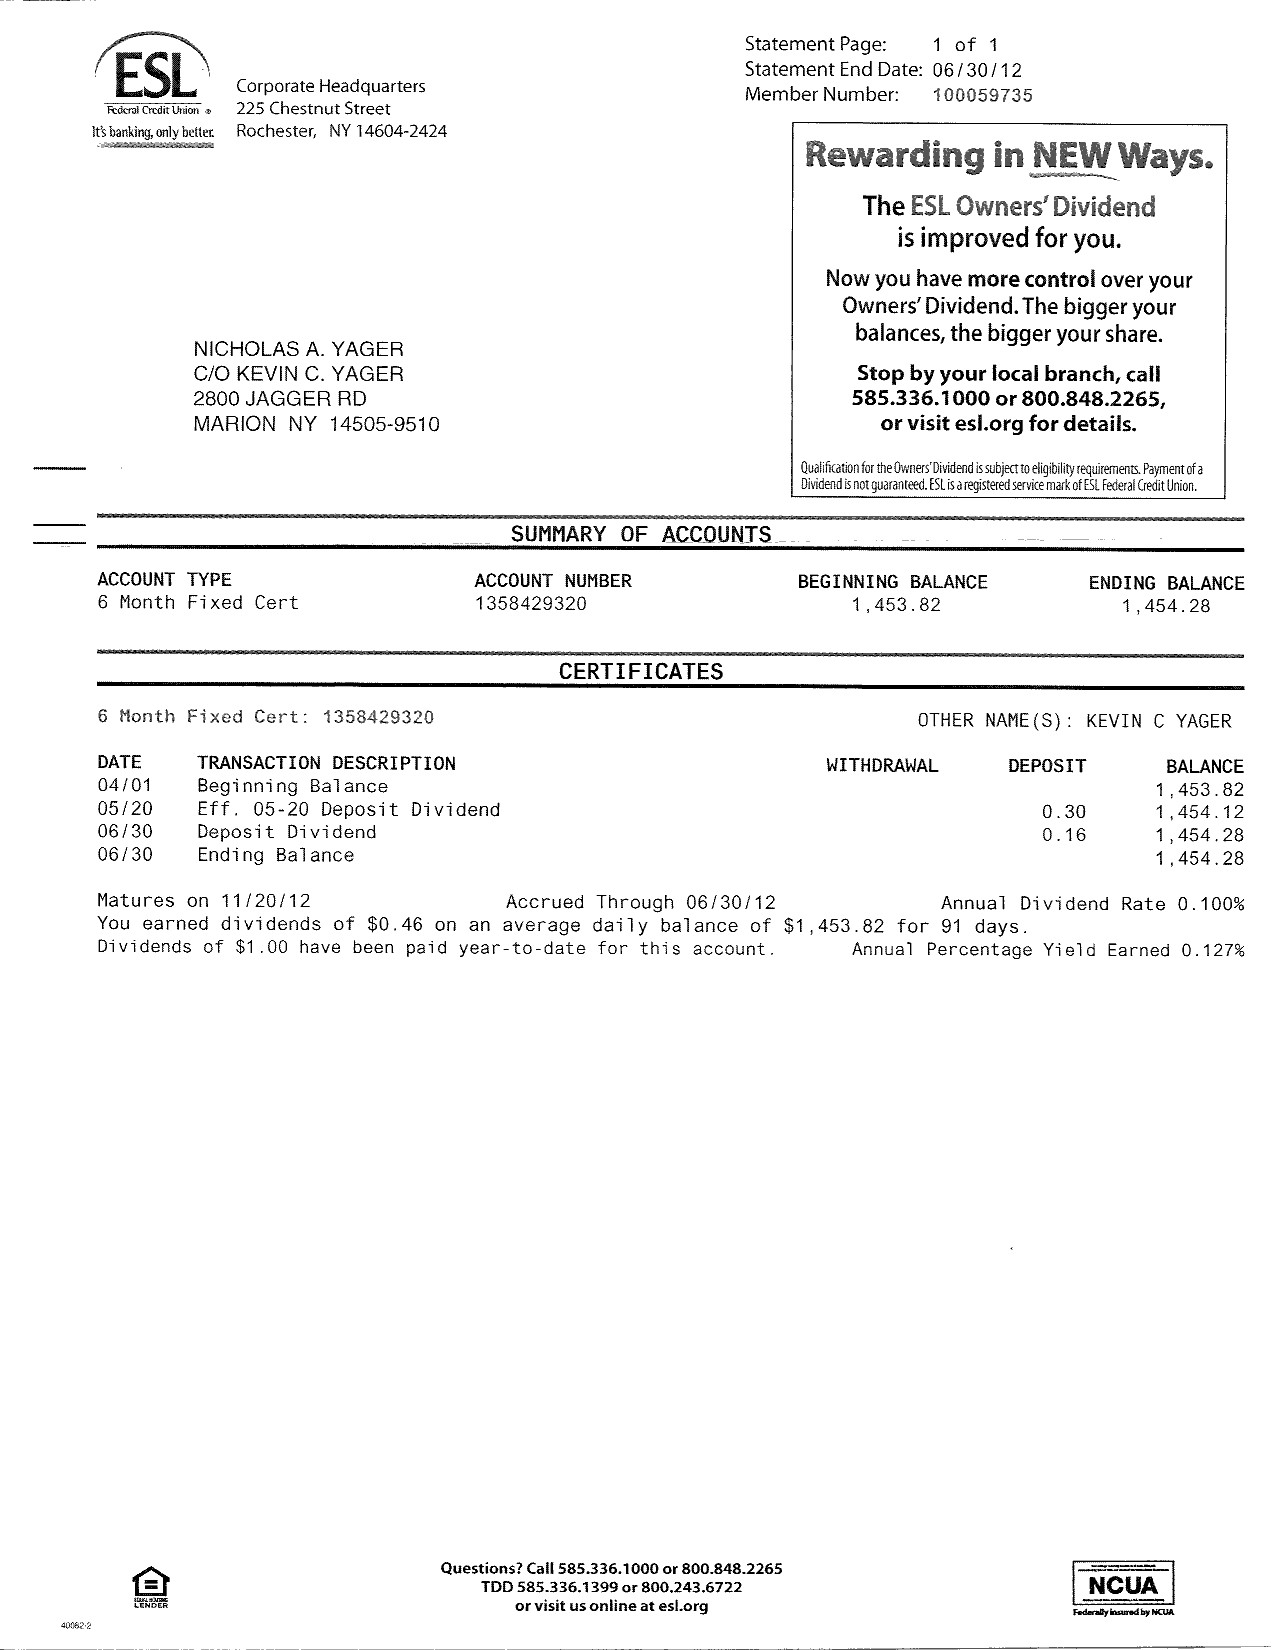 ESL
Federal Credit Union ®
It's banking, only better.
Corporate Headquarters
225 Chestnut Street
Rochester, NY 14604-2424
Statement Page: 1 of 1
Statement End Date: 06/30/12
Member Number: 100059735
Rewarding in NEW Ways.
The ESL Owners' Dividend
is improved for you.
Now you have more control over your
Owners' Dividend. The bigger your
balances, the bigger your share.
Stop by your local branch, call
585.336.1000 or 800.848.2265,
or visit esl.org for details.
Qualification for the Owners' Dividend is subject to eligibility requirements. Payment of a
Dividend is not guaranteed. ESL is a registered service mark of ESL Federal Credit Union.
NICHOLAS A. YAGER
C/O KEVIN C. YAGER
2800 JAGGER RD
MARION NY 14505-9510
SUMMARY OF ACCOUNTS
ACCOUNT TYPE ACCOUNT NUMBER BEGINNING BALANCE ENDING BALANCE
6 Month Fixed Cert 1358429320 1,453.82 1,454.28
CERTIFICATES
6 Month Fixed Cert: 1358429320 OTHER NAME(S): KEVIN C YAGER
DATE TRANSACTION DESCRIPTION WITHDRAWAL DEPOSIT BALANCE
04/01 Beginning Balance 1,453.82
05/20 Eff. 05-20 Deposit Dividend 0.30 1,454.12
06/30 Deposit Dividend 0.16 1,454.28
06/30 Ending Balance 1,454.28
Matures on 11/20/12 Accrued Through 06/30/12 Annual Dividend Rate 0.100%
You earned dividends of $0.46 on an average daily balance of $1,453.82 for 91 days.
Dividends of $1.00 have been paid year-to-date for this account. Annual Percentage Yield Earned 0.127%
Questions? Call 585.336.1000 or 800.848.2265
TDD 585.336.1399 or 800.243.6722
or visit us online at esl.org
LENDER
40062-2
NCUA
Federally insured by NCUA